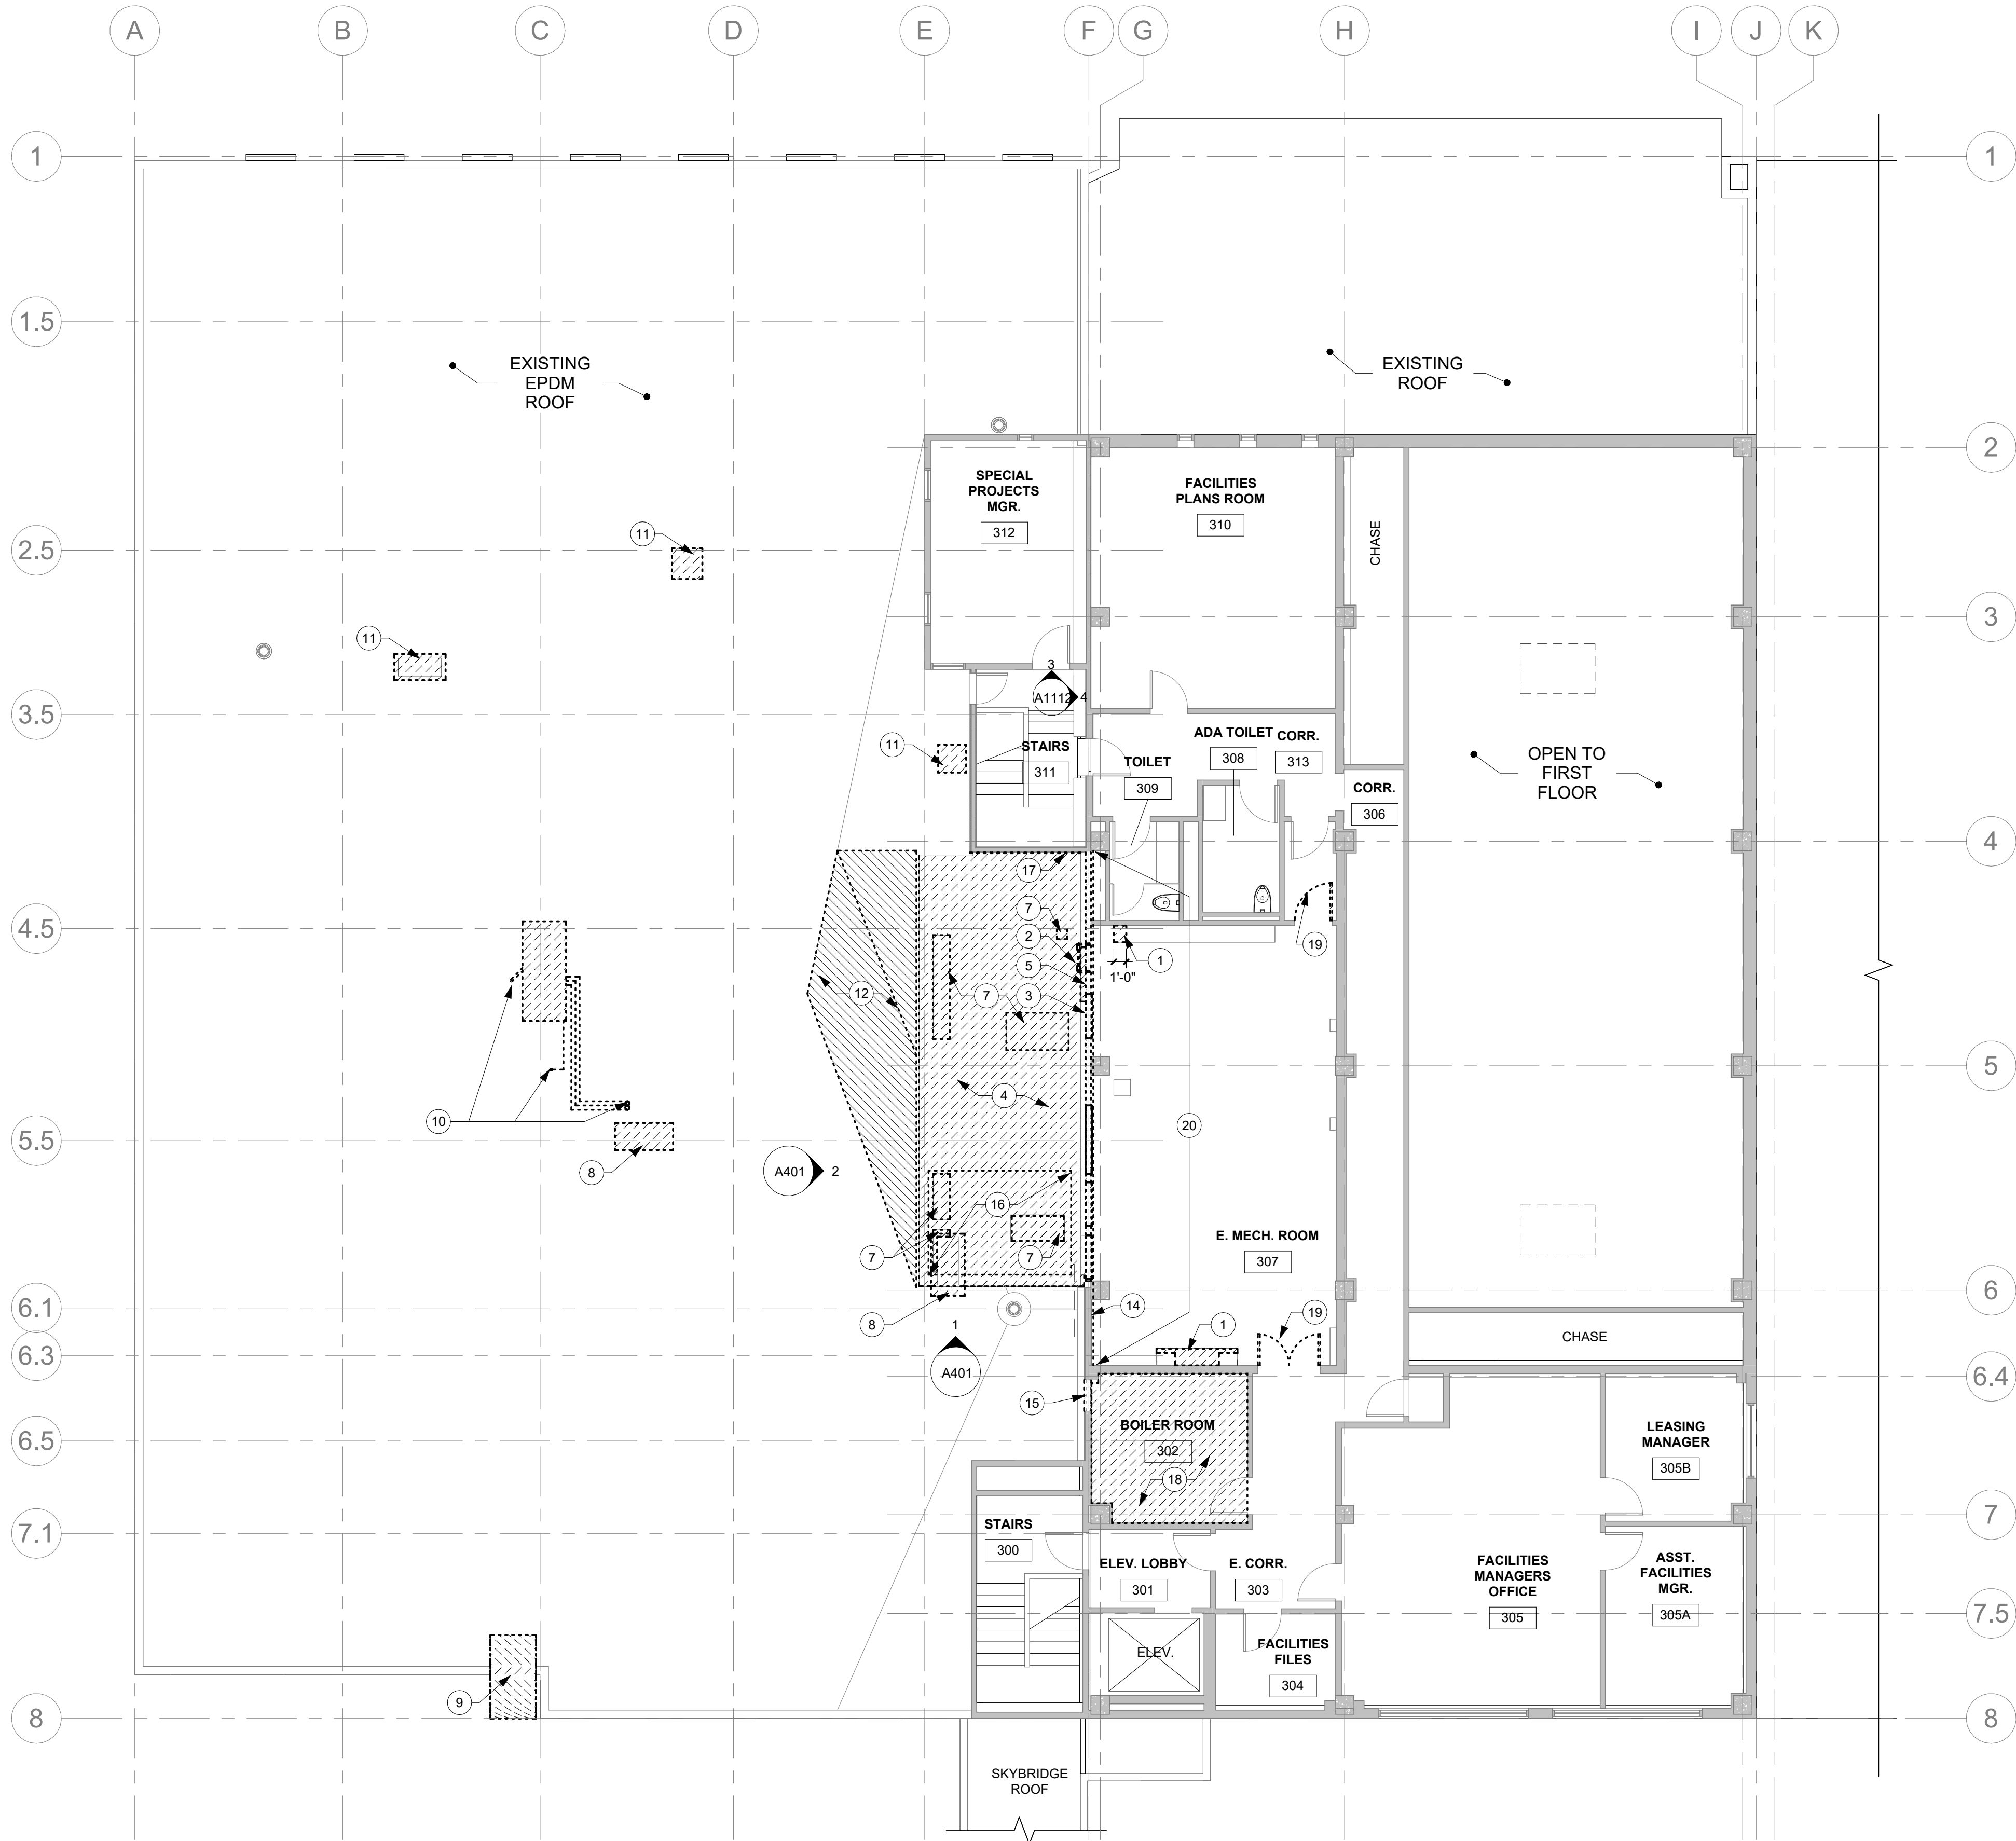 A B C D E F G H I J K
1 1
1.5
EXISTING
EPDM
ROOF
EXISTING
ROOF
2
SPECIAL
PROJECTS
MGR.
312
FACILITIES
PLANS ROOM
310
CHASE
2.5
11
3
11
3
A1112 4
3.5
11
STAIRS
311
TOILET
309
ADA TOILET
308
CORR.
313
CORR.
306
OPEN TO
FIRST
FLOOR
4
17
7
4.5
2
1
19
5
1'-0"
12
7
3
5
4
10
20
5.5
8
A401 2
16
E. MECH. ROOM
307
7
7
6
6.1
14
8
1
19
1
CHASE
6.3
A401
6.4
15
BOILER ROOM
302
18
6.5
LEASING
MANAGER
305B
7
7.1
STAIRS
300
ELEV. LOBBY
301
E. CORR.
303
FACILITIES
MANAGERS
OFFICE
305
ASST.
FACILITIES
MGR.
305A
7.5
ELEV.
FACILITIES
FILES
304
9
8 8
SKYBRIDGE
ROOF